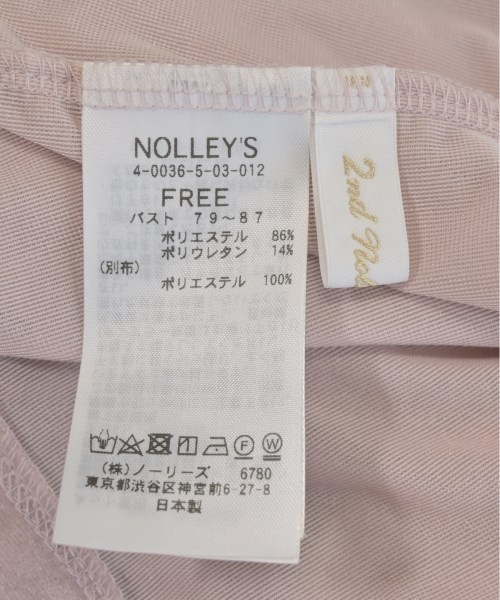 NOLLEY'S
4-0036-5-03-012
FREE
バスト 79～87
ポリエステル 86%
ポリウレタン 14%
(別布)
ポリエステル 100%
F W
(株)ノーリーズ 6780
東京都渋谷区神宮前6-27-8
日本製
2nd